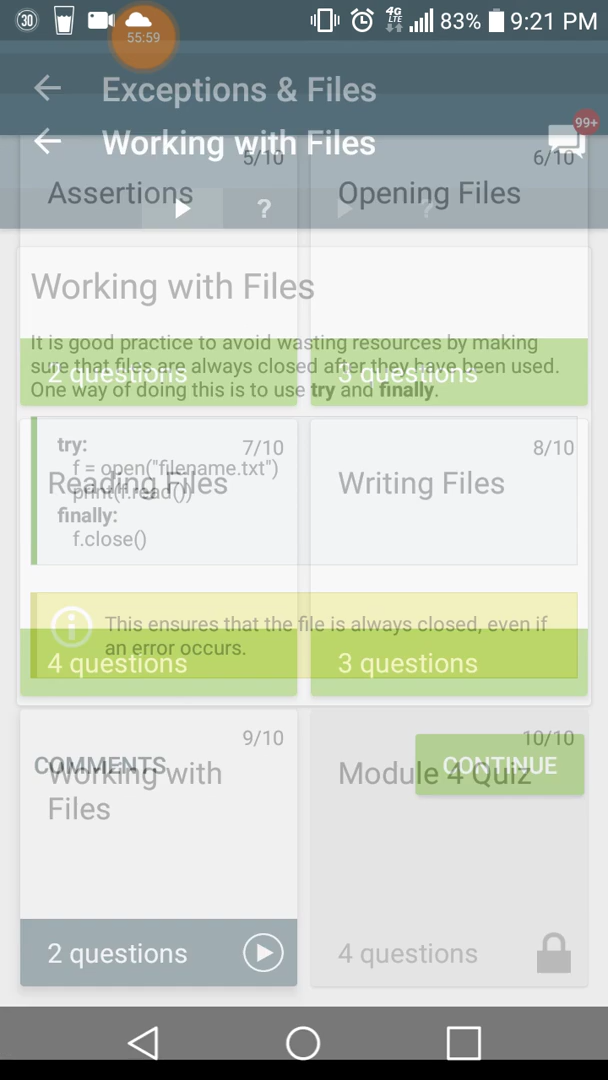 30
83% 9:21 PM
4G
LTE
55:59
Exceptions & Files
Working with Files
99+
5/10
6/10
Assertions
Opening Files
?
?
Working with Files
It is good practice to avoid wasting resources by making
sure that files are always closed after they have been used.
One way of doing this is to use try and finally.
2 questions
3 questions
try:
f = open("filename.txt")
print(f.read())
finally:
f.close()
7/10
8/10
Reading Files
Writing Files
This ensures that the file is always closed, even if
an error occurs.
4 questions
3 questions
9/10
10/10
COMMENTS
CONTINUE
Working with
Files
Module 4 Quiz
2 questions
4 questions